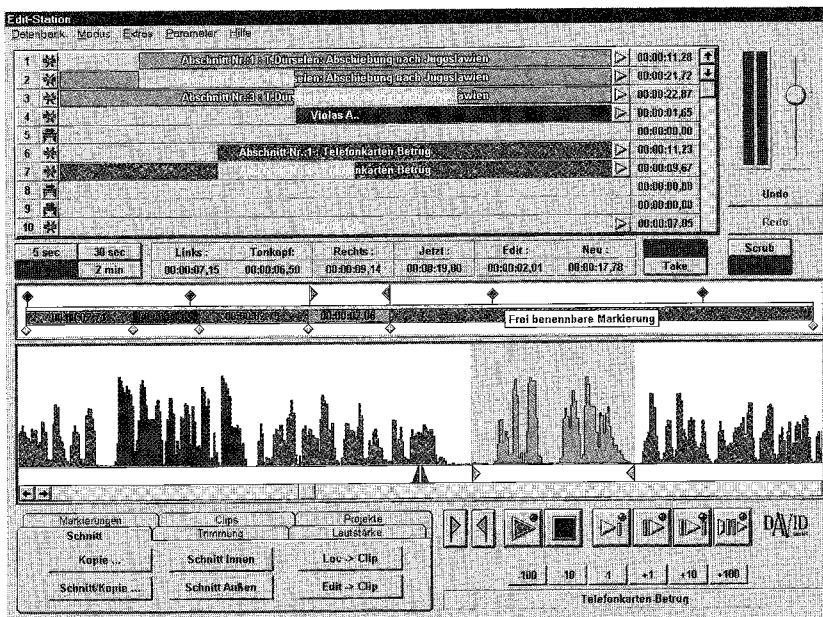 Edit-Station
Datenbank Modus Extras Parameter Hilfe
1 Abschnitt Nr.:1 : T-Dürselen: Abschiebung nach Jugoslawien 00:00:11,28
2 elen: Abschiebung nach Jugoslawien 00:00:21,72
3 Abschnitt Nr.:3 : T-Dür slawien 00:00:22,87
4 Violas A.. 00:00:01,65
5 00:00:00,00
6 Abschnitt-Nr.:1-: Telefonkarten-Betrug 00:00:11,23
7 nkarten-Betrug 00:00:09,67
8 00:00:00,00
9 00:00:00,00
10 00:00:07,05
Undo
Redo
5 sec 30 sec
2 min
Links : Tonkopf: Rechts : Jetzt : Edit : Neu :
00:00:07,15 00:00:06,50 00:00:09,14 00:00:19,80 00:00:02,01 00:00:17,78
Take
Scrub
00:00:02,06
Frei benennbare Markierung
Markierungen Clips Projekte
Schnitt Trimmung Lautstärke
Kopie ... Schnitt Innen Loc -> Clip
Schnitt/Kopie ... Schnitt Außen Edit -> Clip
DAVID
-100 -10 -1 +1 +10 +100
Telefonkarten-Betrug